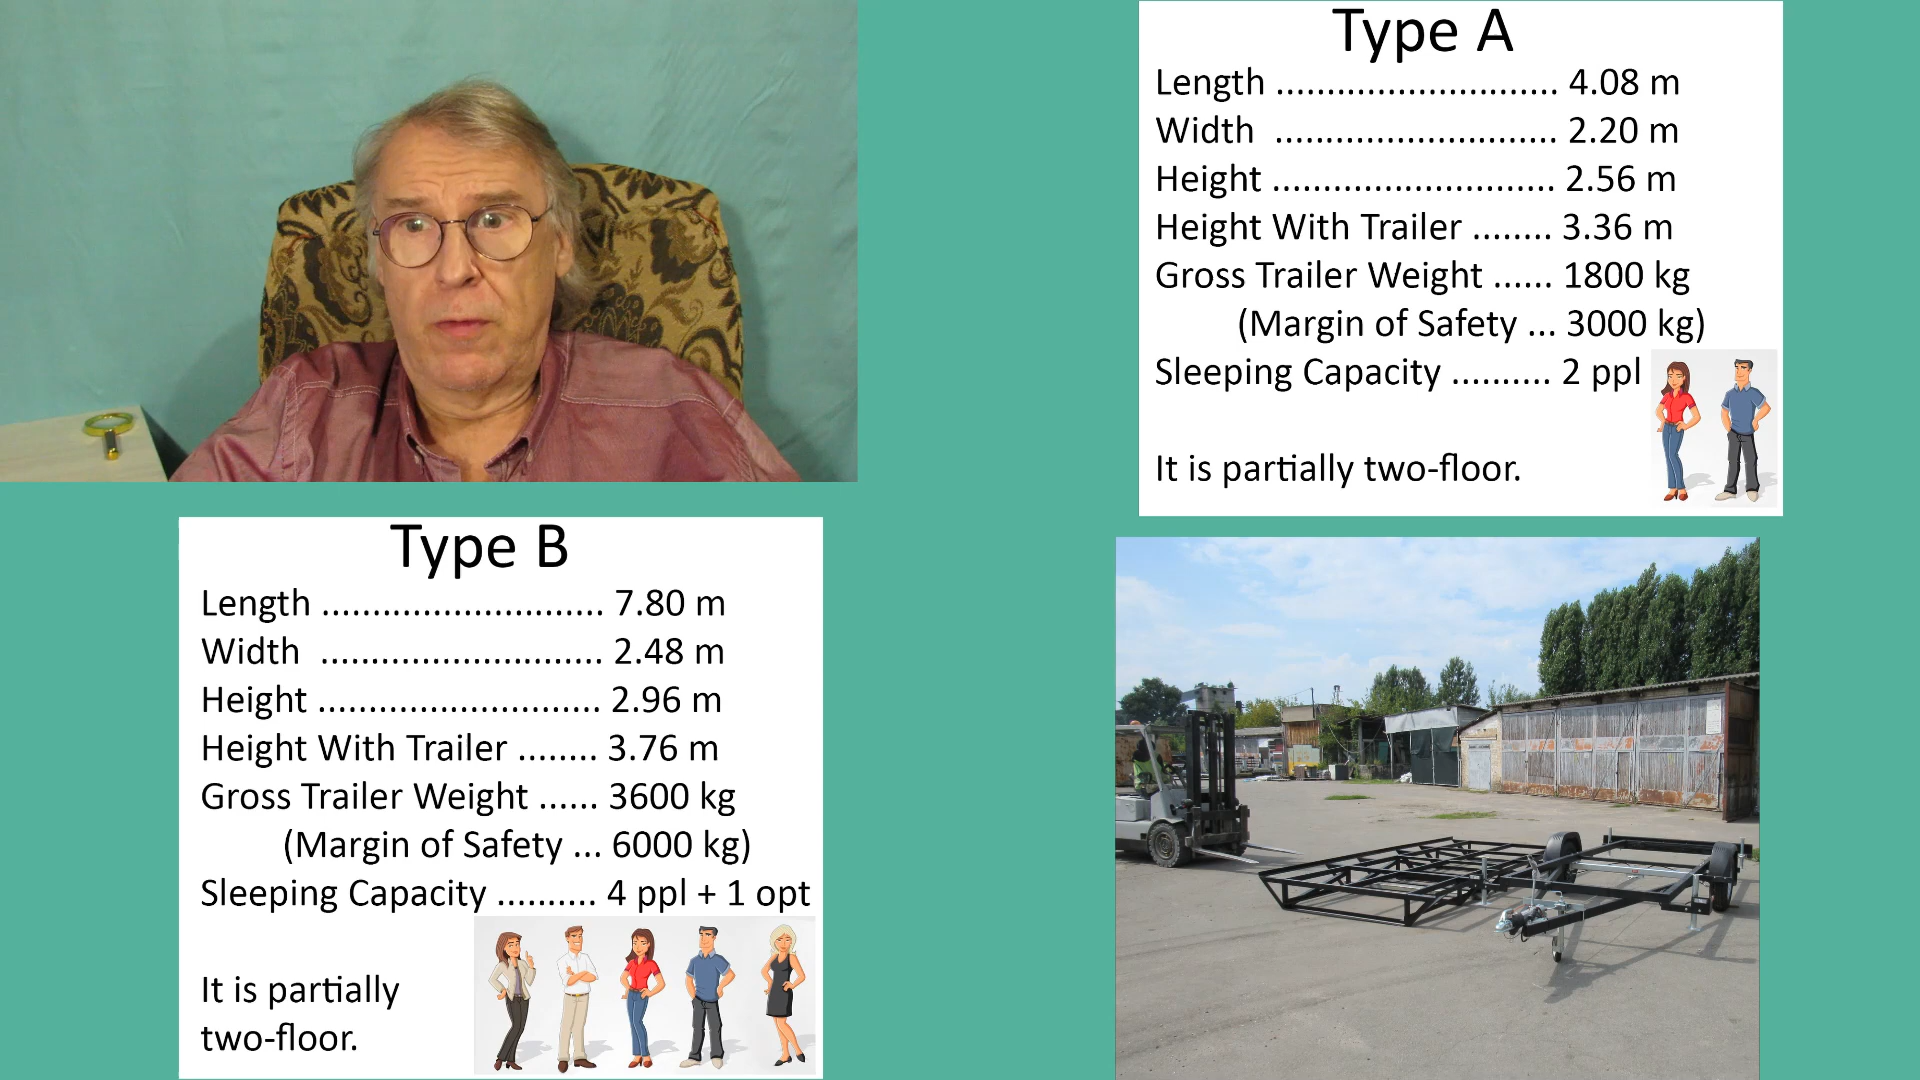 Type A
Length ............................ 4.08 m
Width ............................ 2.20 m
Height ............................ 2.56 m
Height With Trailer ........ 3.36 m
Gross Trailer Weight ...... 1800 kg
(Margin of Safety ... 3000 kg)
Sleeping Capacity .......... 2 ppl
It is partially two-floor.
Type B
Length ............................ 7.80 m
Width ............................ 2.48 m
Height ............................ 2.96 m
Height With Trailer ........ 3.76 m
Gross Trailer Weight ...... 3600 kg
(Margin of Safety ... 6000 kg)
Sleeping Capacity .......... 4 ppl + 1 opt
It is partially
two-floor.